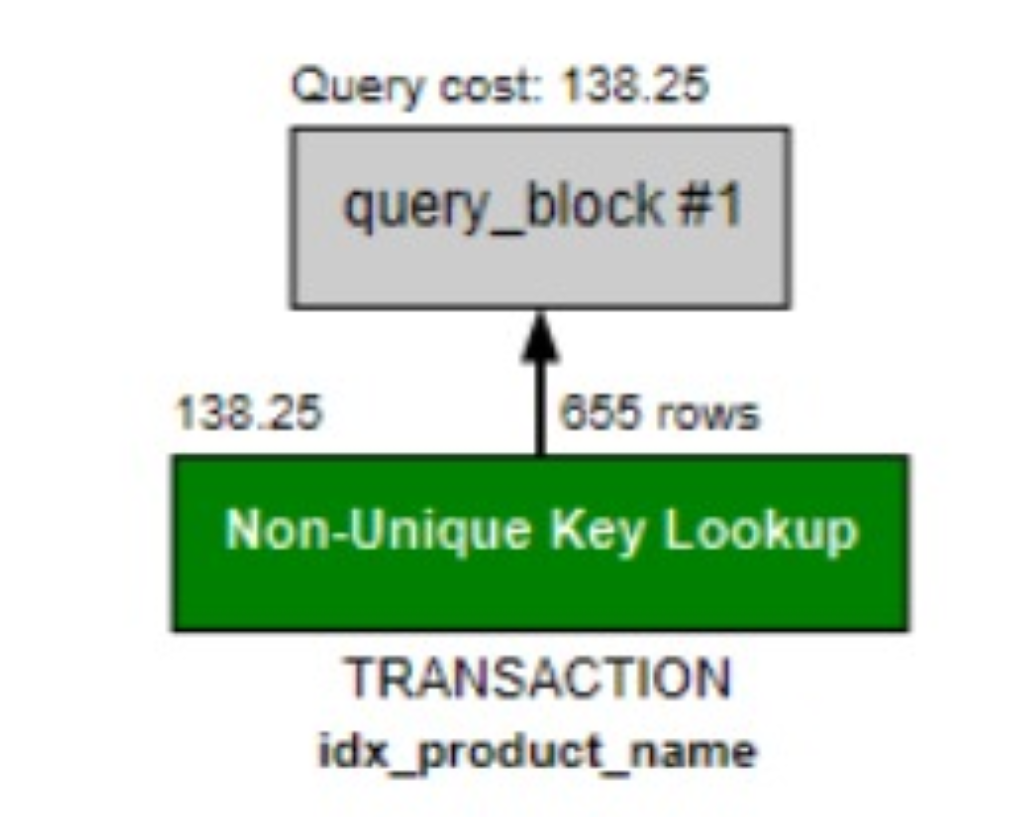 Query cost: 138.25
query_block #1
138.25
655 rows
Non-Unique Key Lookup
TRANSACTION
idx_product_name